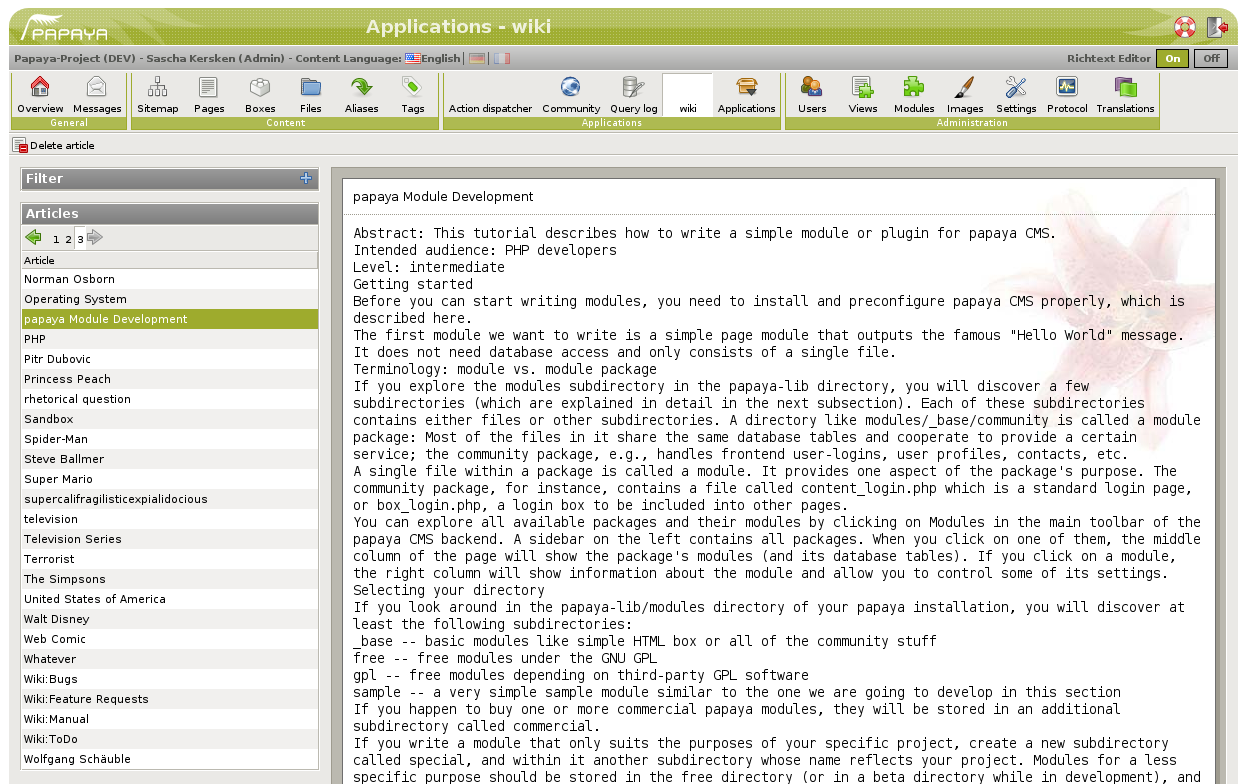 PAPAYA
Applications - wiki
Papaya-Project (DEV) - Sascha Kersken (Admin) - Content Language: English
Richtext Editor On Off
Overview Messages Sitemap Pages Boxes Files Aliases Tags Action dispatcher Community Query log wiki Applications Users Views Modules Images Settings Protocol Translations
General Content Applications Administration
Delete article
Filter
Articles
1 2 3
Article
Norman Osborn
Operating System
papaya Module Development
PHP
Pitr Dubovic
Princess Peach
rhetorical question
Sandbox
Spider-Man
Steve Ballmer
Super Mario
supercalifragilisticexpialidocious
television
Television Series
Terrorist
The Simpsons
United States of America
Walt Disney
Web Comic
Whatever
Wiki:Bugs
Wiki:Feature Requests
Wiki:Manual
Wiki:ToDo
Wolfgang Schäuble
papaya Module Development
Abstract: This tutorial describes how to write a simple module or plugin for papaya CMS.
Intended audience: PHP developers
Level: intermediate
Getting started
Before you can start writing modules, you need to install and preconfigure papaya CMS properly, which is
described here.
The first module we want to write is a simple page module that outputs the famous "Hello World" message.
It does not need database access and only consists of a single file.
Terminology: module vs. module package
If you explore the modules subdirectory in the papaya-lib directory, you will discover a few
subdirectories (which are explained in detail in the next subsection). Each of these subdirectories
contains either files or other subdirectories. A directory like modules/_base/community is called a module
package: Most of the files in it share the same database tables and cooperate to provide a certain
service; the community package, e.g., handles frontend user-logins, user profiles, contacts, etc.
A single file within a package is called a module. It provides one aspect of the package's purpose. The
community package, for instance, contains a file called content_login.php which is a standard login page,
or box_login.php, a login box to be included into other pages.
You can explore all available packages and their modules by clicking on Modules in the main toolbar of the
papaya CMS backend. A sidebar on the left contains all packages. When you click on one of them, the middle
column of the page will show the package's modules (and its database tables). If you click on a module,
the right column will show information about the module and allow you to control some of its settings.
Selecting your directory
If you look around in the papaya-lib/modules directory of your papaya installation, you will discover at
least the following subdirectories:
_base -- basic modules like simple HTML box or all of the community stuff
free -- free modules under the GNU GPL
gpl -- free modules depending on third-party GPL software
sample -- a very simple sample module similar to the one we are going to develop in this section
If you happen to buy one or more commercial papaya modules, they will be stored in an additional
subdirectory called commercial.
If you write a module that only suits the purposes of your specific project, create a new subdirectory
called special, and within it another subdirectory whose name reflects your project. Modules for a less
specific purpose should be stored in the free directory (or in a beta directory while in development), and